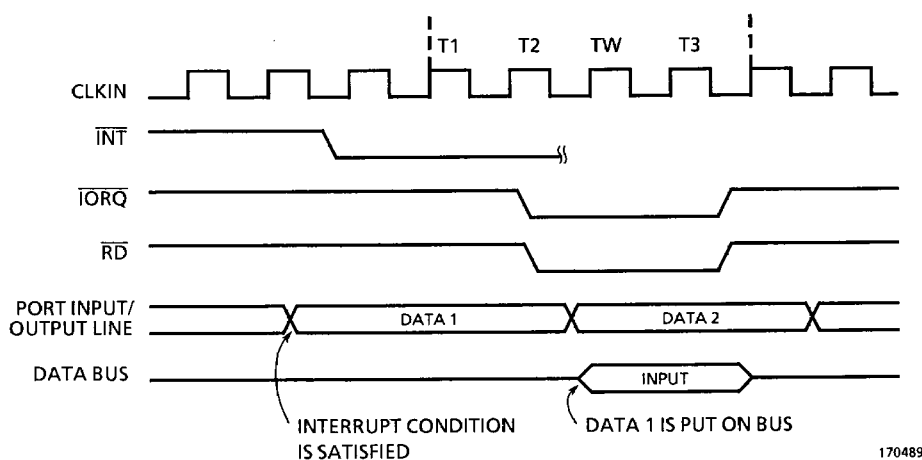 T1 T2 TW T3
CLKIN
INT
IORQ
RD
PORT INPUT/
OUTPUT LINE
DATA 1 DATA 2
DATA BUS
INPUT
INTERRUPT CONDITION
IS SATISFIED
DATA 1 IS PUT ON BUS
170489